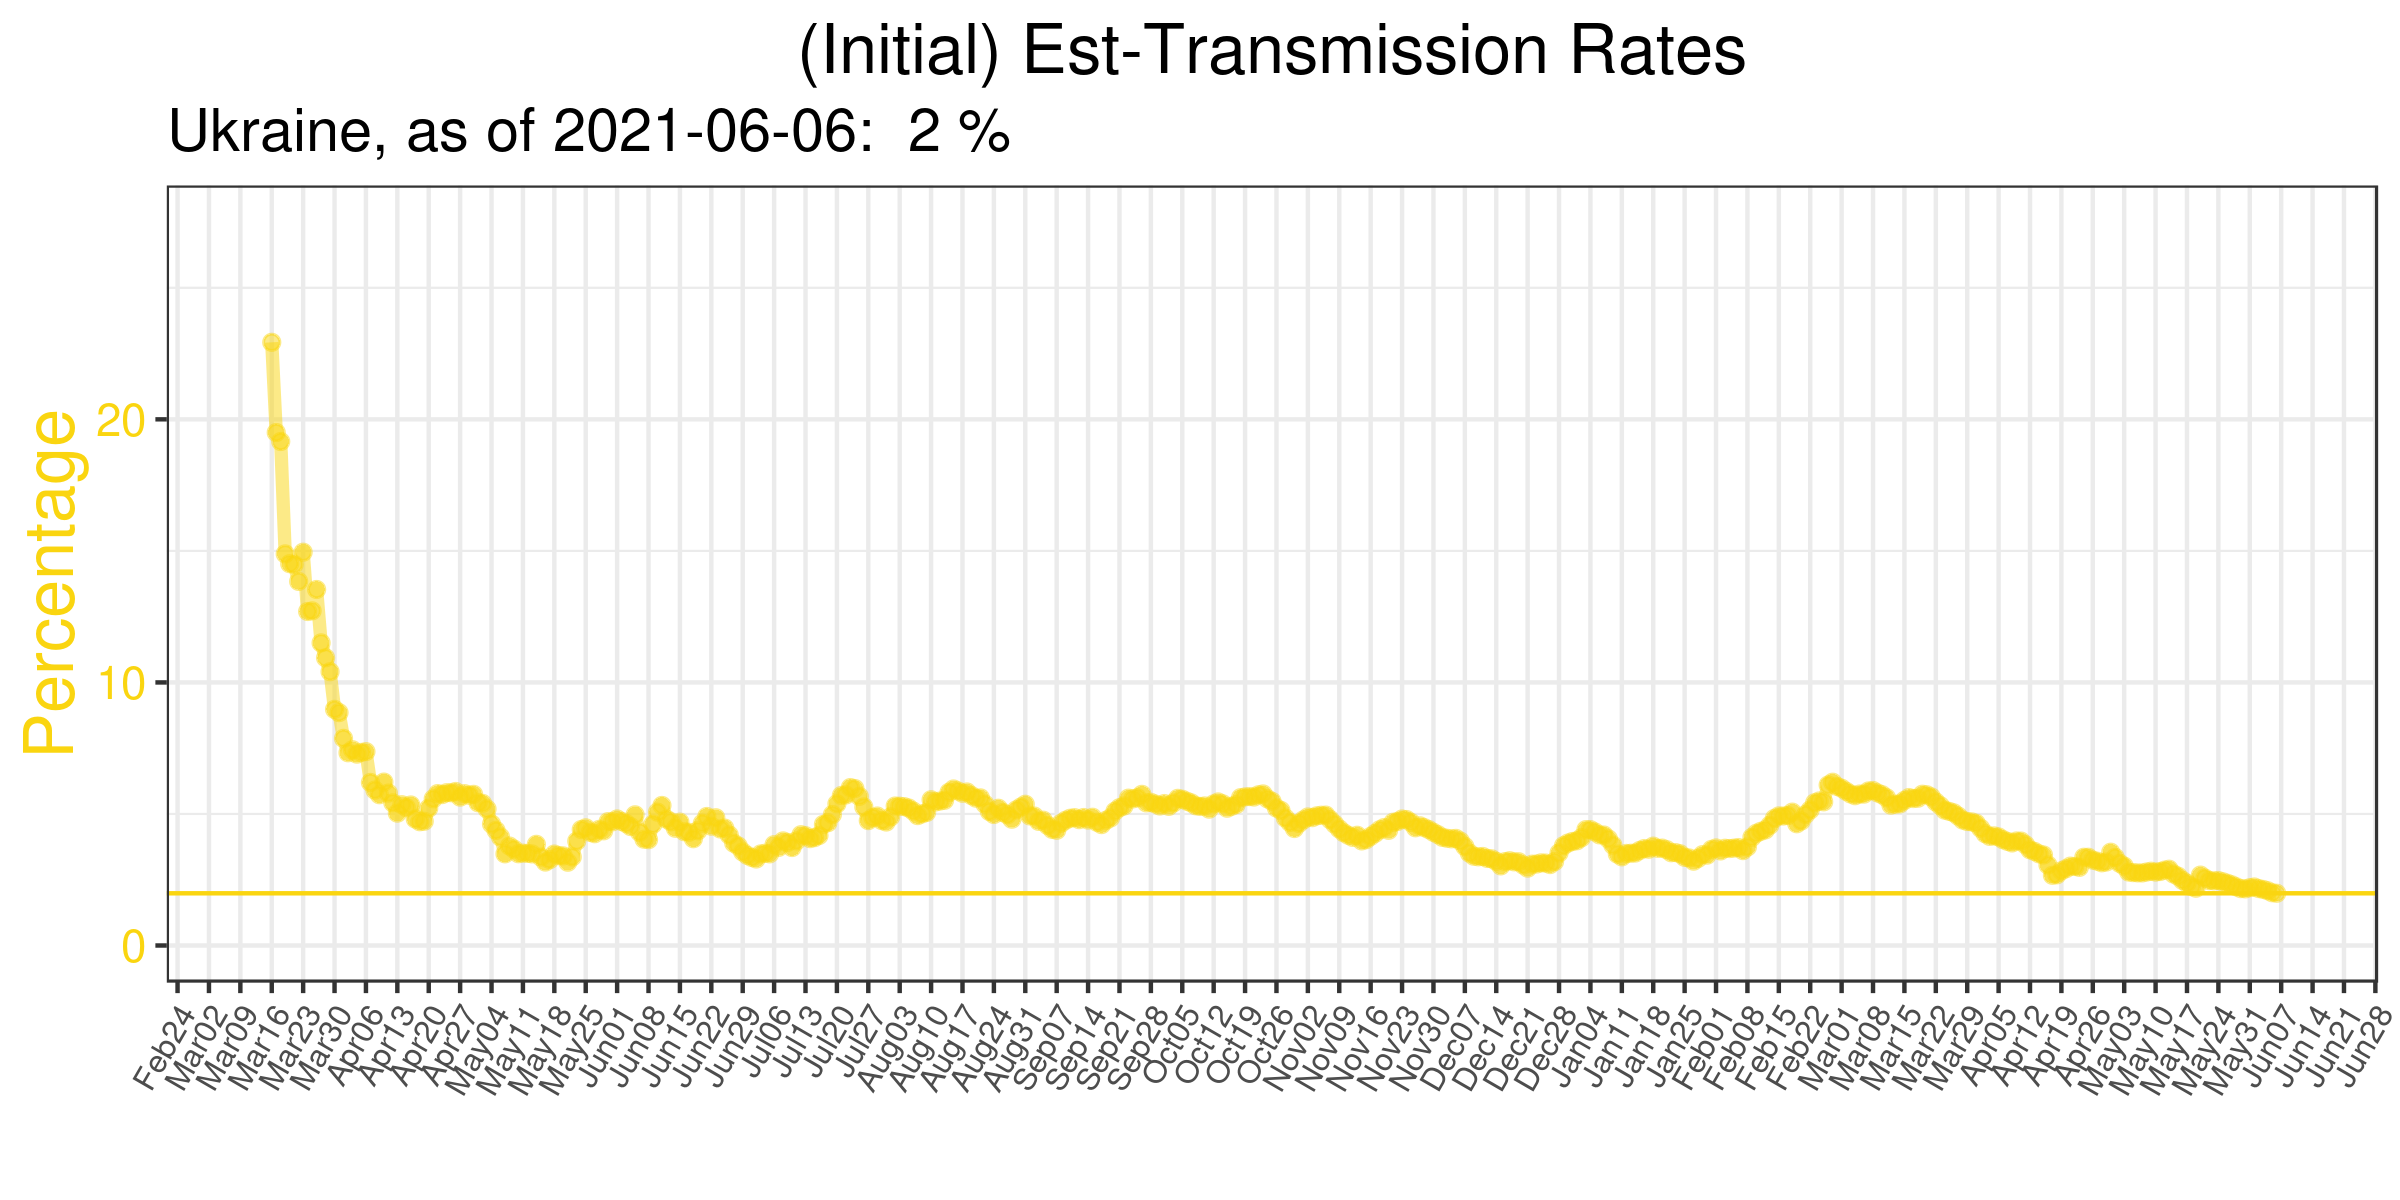 (Initial) Est-Transmission Rates
Ukraine, as of 2021-06-06:  2 %
Percentage
20
10
0
Feb24
Mar02
Mar09
Mar16
Mar23
Mar30
Apr06
Apr13
Apr20
Apr27
May04
May11
May18
May25
Jun01
Jun08
Jun15
Jun22
Jun29
Jul06
Jul13
Jul20
Jul27
Aug03
Aug10
Aug17
Aug24
Aug31
Sep07
Sep14
Sep21
Sep28
Oct05
Oct12
Oct19
Oct26
Nov02
Nov09
Nov16
Nov23
Nov30
Dec07
Dec14
Dec21
Dec28
Jan04
Jan11
Jan18
Jan25
Feb01
Feb08
Feb15
Feb22
Mar01
Mar08
Mar15
Mar22
Mar29
Apr05
Apr12
Apr19
Apr26
May03
May10
May17
May24
May31
Jun07
Jun14
Jun21
Jun28